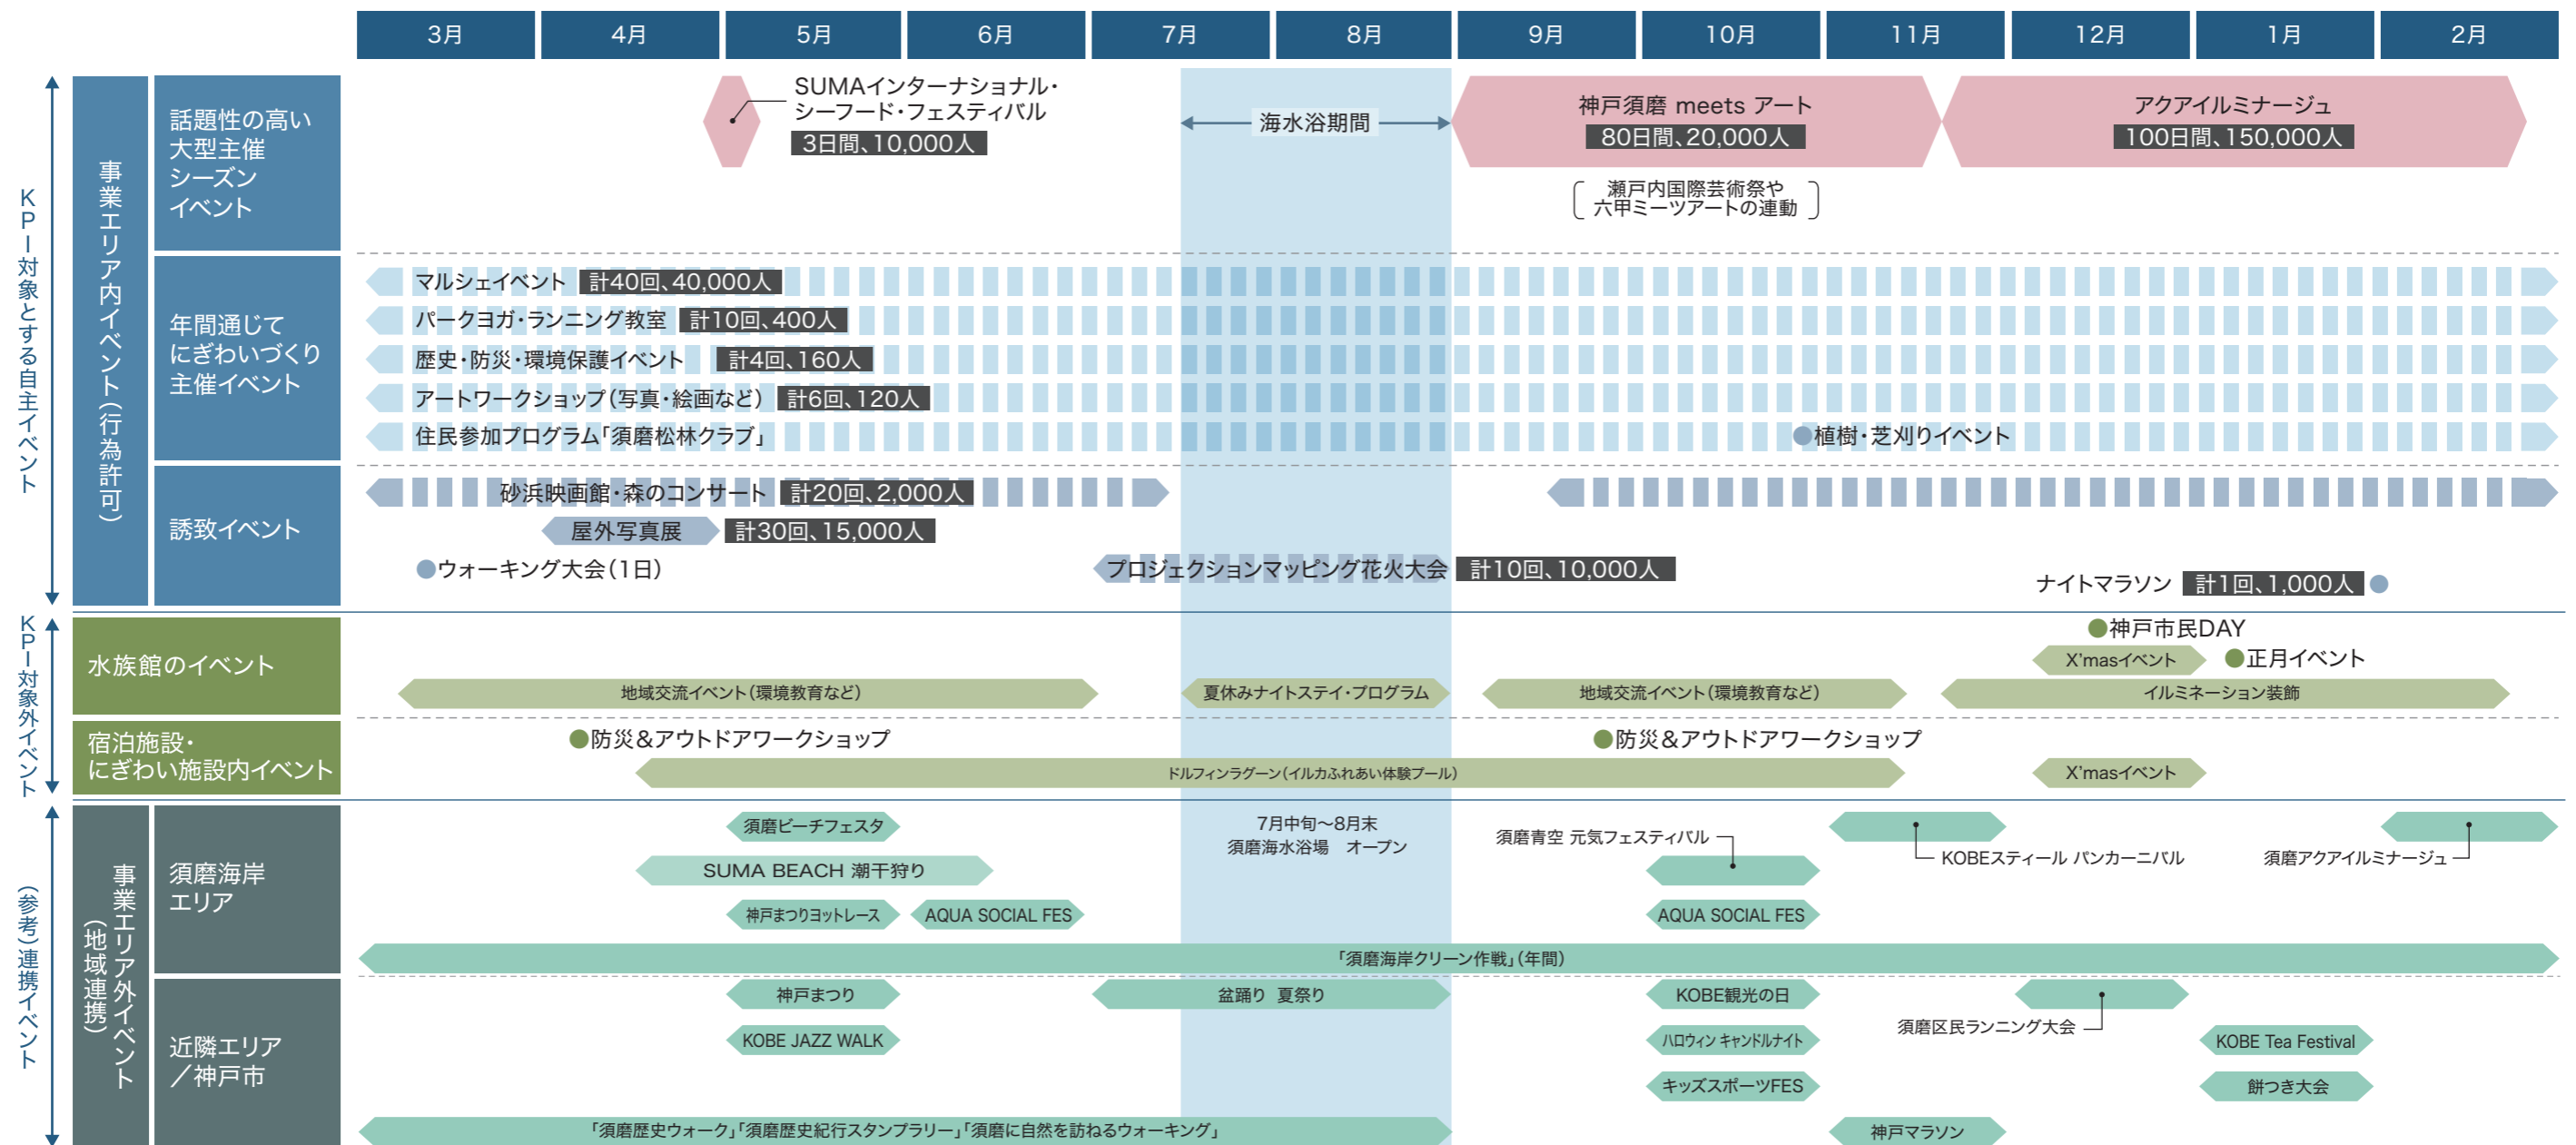 3月 4月 5月 6月 7月 8月 9月 10月 11月 12月 1月 2月
KPI対象とする自主イベント
事業エリア内イベント（行為許可）
話題性の高い
大型主催
シーズン
イベント
SUMAインターナショナル・
シーフード・フェスティバル
3日間、10,000人
海水浴期間
神戸須磨 meets アート
80日間、20,000人
瀬戸内国際芸術祭や
六甲ミーツアートの連動
アクアイルミナージュ
100日間、150,000人
年間通じて
にぎわいづくり
主催イベント
マルシェイベント 計40回、40,000人
パークヨガ・ランニング教室 計10回、400人
歴史・防災・環境保護イベント 計4回、160人
アートワークショップ（写真・絵画など） 計6回、120人
住民参加プログラム「須磨松林クラブ」 ●植樹・芝刈りイベント
誘致イベント
砂浜映画館・森のコンサート 計20回、2,000人
屋外写真展 計30回、15,000人
●ウォーキング大会（1日） プロジェクションマッピング花火大会 計10回、10,000人
ナイトマラソン 計1回、1,000人
KPI対象外イベント
水族館のイベント
●神戸市民DAY
X'masイベント ●正月イベント
地域交流イベント（環境教育など） 夏休みナイトステイ・プログラム 地域交流イベント（環境教育など） イルミネーション装飾
宿泊施設・
にぎわい施設内イベント
●防災＆アウトドアワークショップ ●防災＆アウトドアワークショップ
ドルフィンラグーン（イルカふれあい体験プール） X'masイベント
（参考）連携イベント
事業エリア外イベント
（地域連携）
須磨海岸
エリア
須磨ビーチフェスタ
7月中旬～8月末
須磨海水浴場　オープン
須磨青空 元気フェスティバル
KOBEスティール パンカーニバル
須磨アクアイルミナージュ
SUMA BEACH 潮干狩り
神戸まつりヨットレース AQUA SOCIAL FES AQUA SOCIAL FES
「須磨海岸クリーン作戦」（年間）
近隣エリア
／神戸市
神戸まつり 盆踊り 夏祭り KOBE観光の日
須磨区民ランニング大会
KOBE JAZZ WALK ハロウィン キャンドルナイト KOBE Tea Festival
キッズスポーツFES 餅つき大会
「須磨歴史ウォーク」「須磨歴史紀行スタンプラリー」「須磨に自然を訪ねるウォーキング」 神戸マラソン